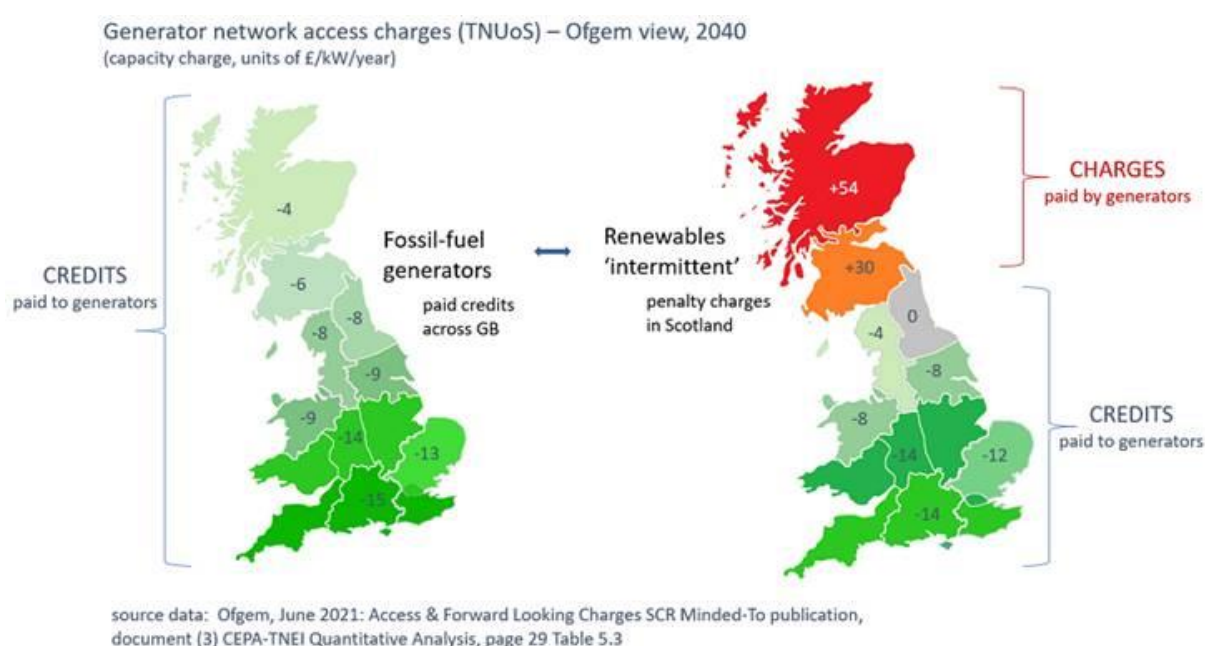 Generator network access charges (TNUoS) – Ofgem view, 2040
(capacity charge, units of £/kW/year)
CREDITS
paid to generators
-4
-6
-8
-8
-9
-9
-14
-13
-15
Fossil-fuel
generators
paid credits
across GB
Renewables
'intermittent'
penalty charges
in Scotland
+54
+30
0
-4
-8
-8
-14
-12
-14
CHARGES
paid by generators
CREDITS
paid to generators
source data: Ofgem, June 2021: Access & Forward Looking Charges SCR Minded-To publication,
document (3) CEPA-TNEI Quantitative Analysis, page 29 Table 5.3